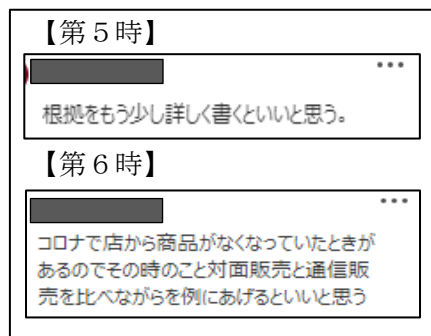 【第５時】
根拠をもう少し詳しく書くといいと思う。
【第６時】
コロナで店から商品がなくなっていたときが
あるのでその時のこと対面販売と通信販
売を比べながらを例にあげるといいと思う